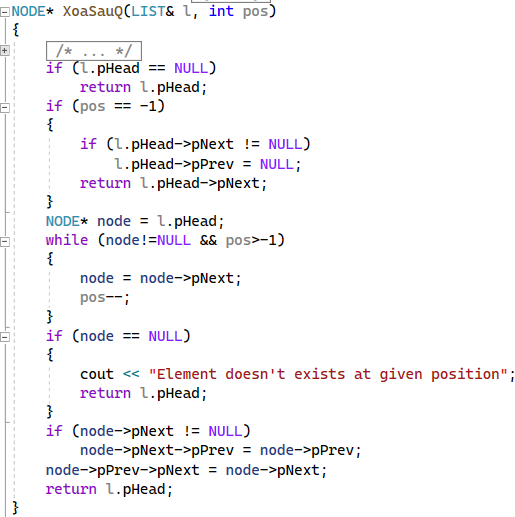 NODE* XoaSauQ(LIST& l, int pos)
{
    /* ... */
    if (l.pHead == NULL)
        return l.pHead;
    if (pos == -1)
    {
        if (l.pHead->pNext != NULL)
            l.pHead->pPrev = NULL;
        return l.pHead->pNext;
    }
    NODE* node = l.pHead;
    while (node!=NULL && pos>-1)
    {
        node = node->pNext;
        pos--;
    }
    if (node == NULL)
    {
        cout << "Element doesn't exists at given position";
        return l.pHead;
    }
    if (node->pNext != NULL)
        node->pNext->pPrev = node->pPrev;
    node->pPrev->pNext = node->pNext;
    return l.pHead;
}